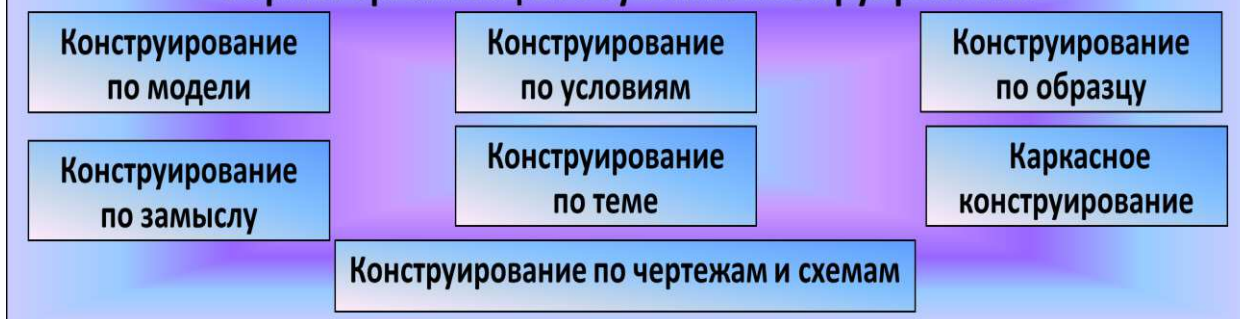 Конструирование
по модели
Конструирование
по условиям
Конструирование
по образцу
Конструирование
по замыслу
Конструирование
по теме
Каркасное
конструирование
Конструирование по чертежам и схемам